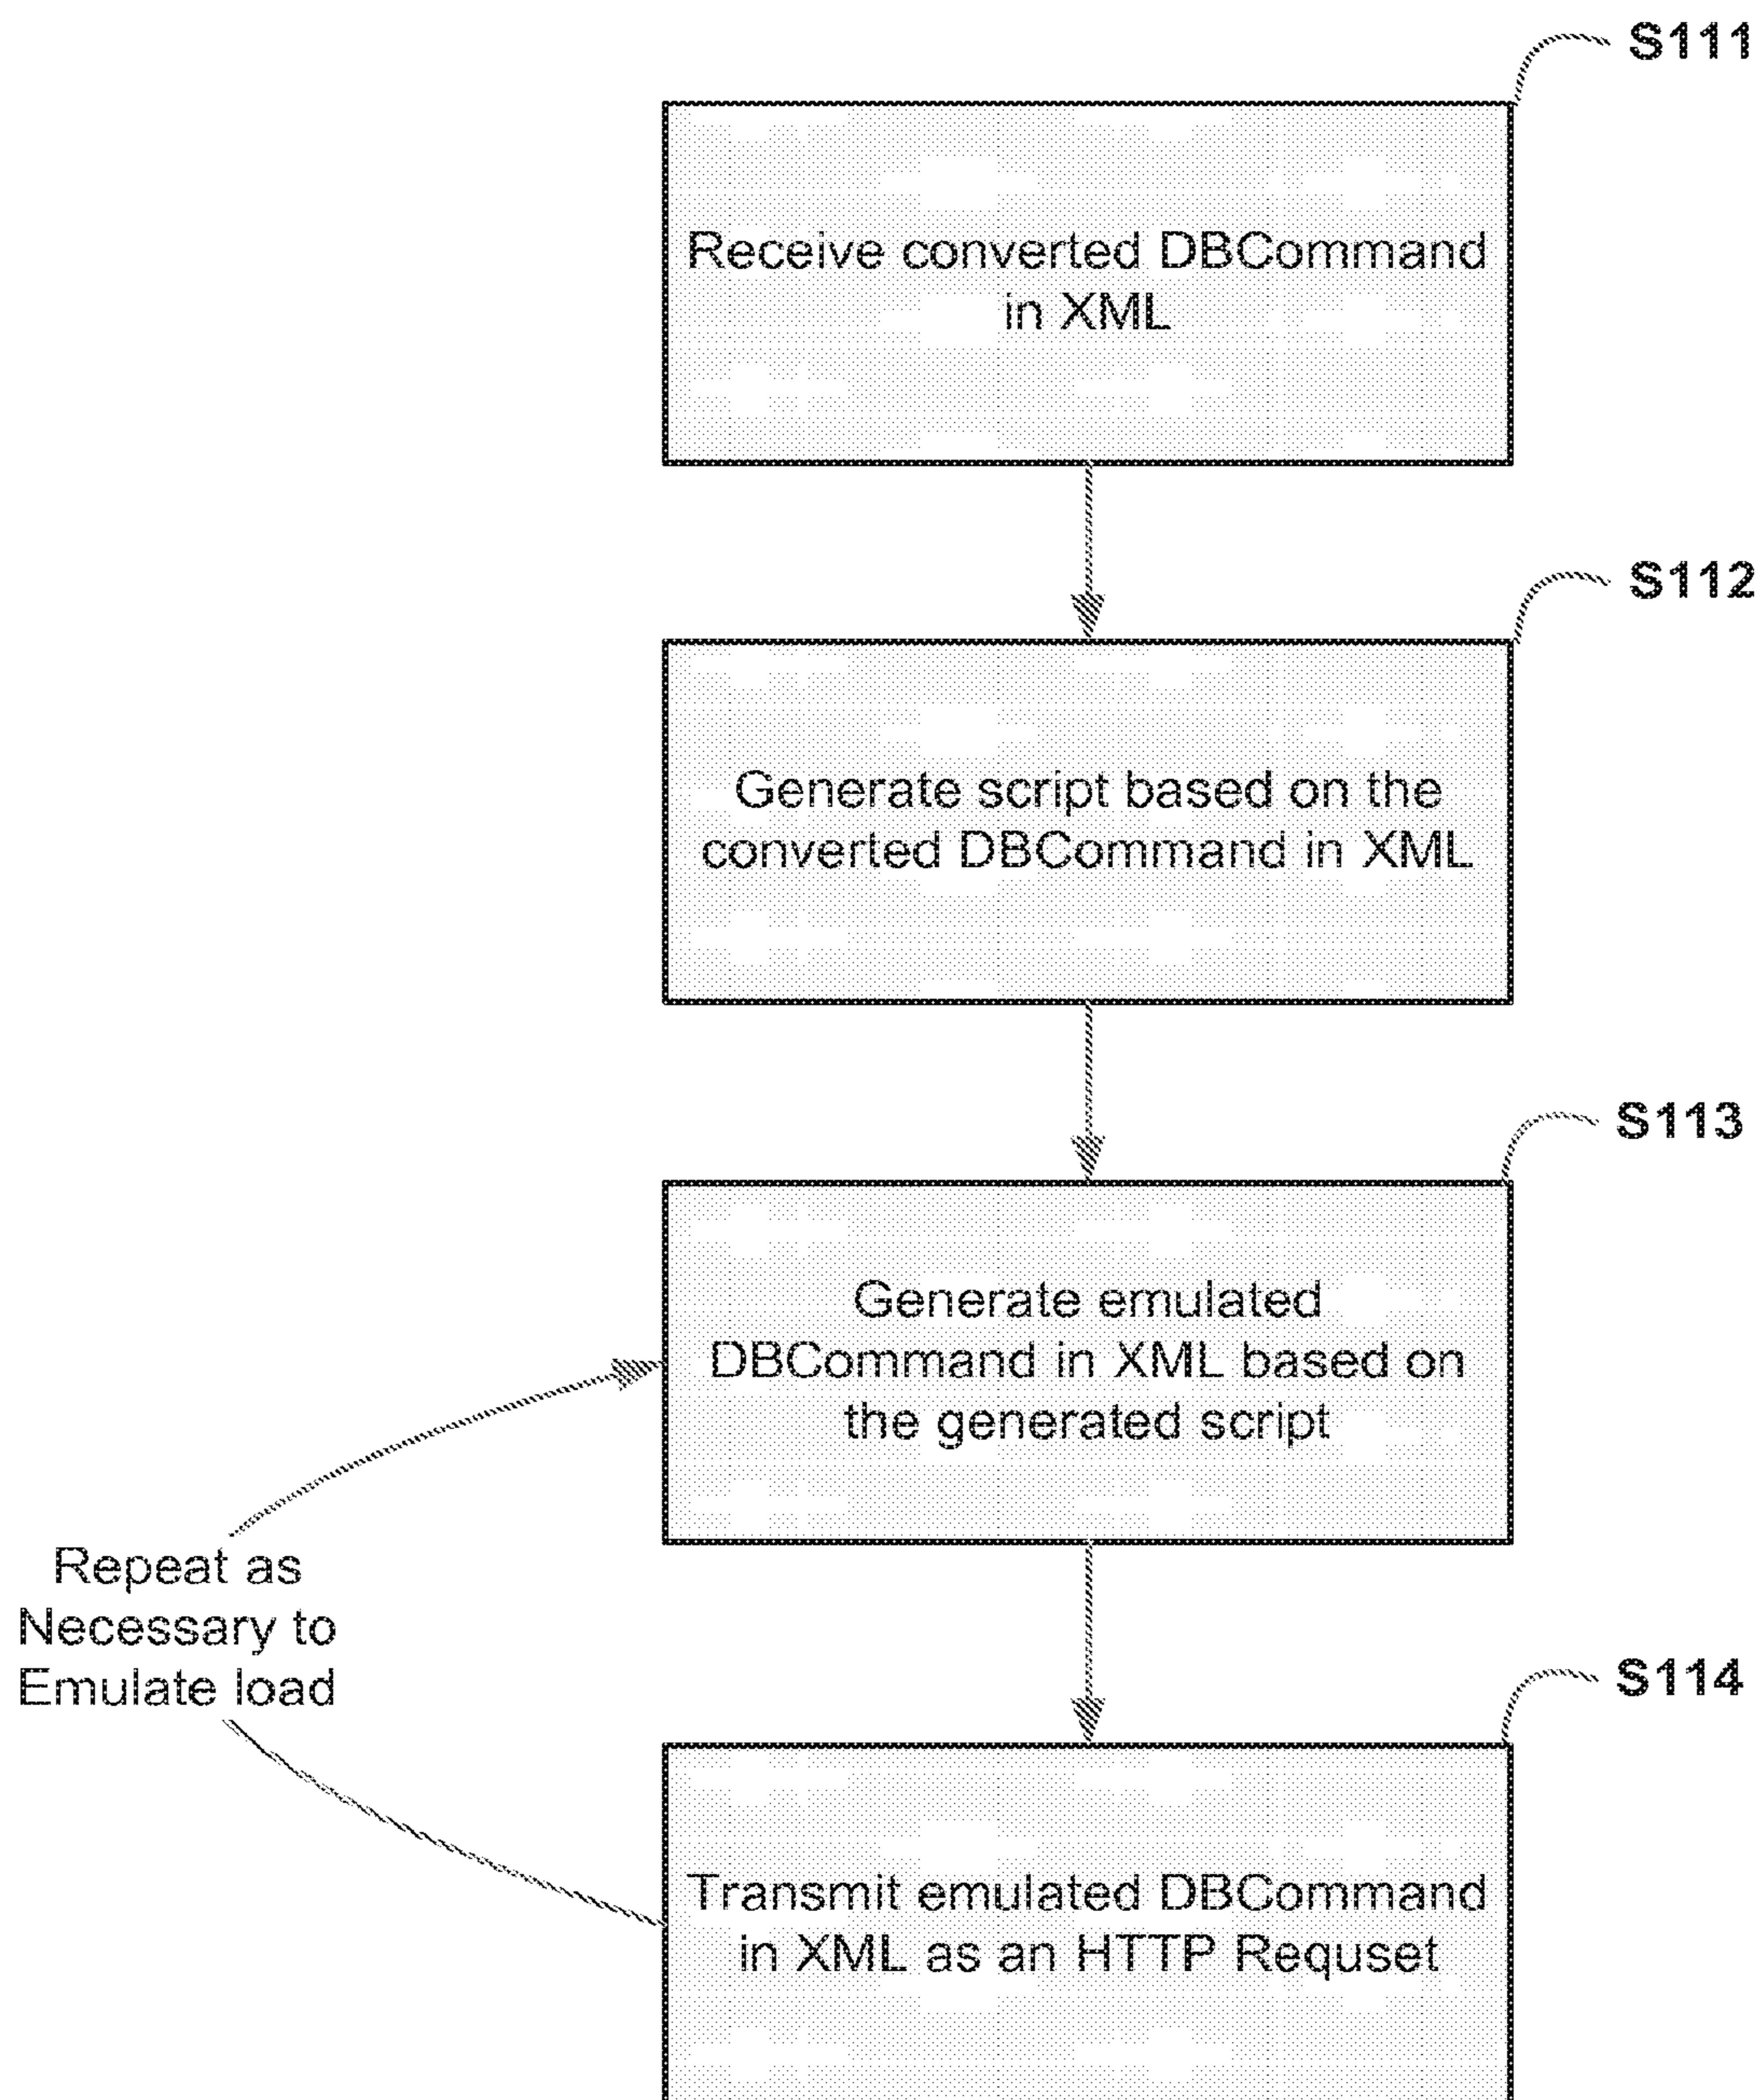 S111
Receive converted DBCommand
in XML
S112
Generate script based on the
converted DBCommand in XML
S113
Generate emulated
DBCommand in XML based on
the generated script
Repeat as
Necessary to
Emulate load
S114
Transmit emulated DBCommand
in XML as an HTTP Requset